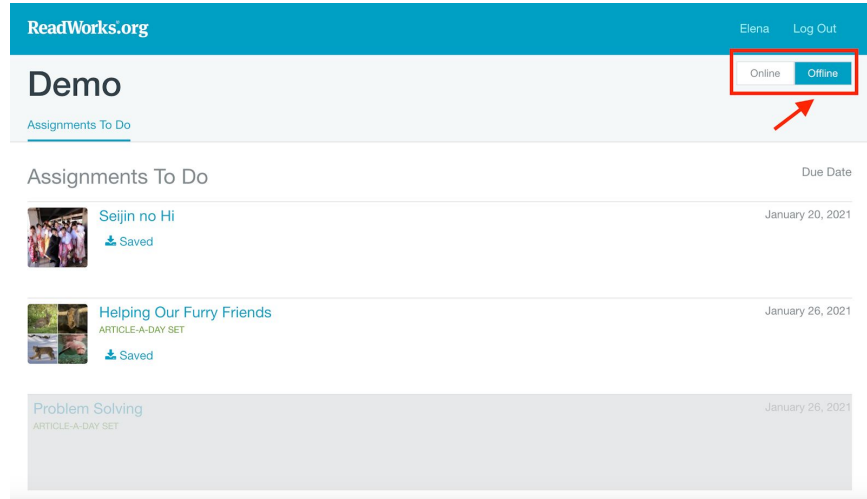 ReadWorks.org
Elena Log Out
Demo
Online Offline
Assignments To Do
Assignments To Do Due Date
Seijin no Hi January 20, 2021
Saved
Helping Our Furry Friends January 26, 2021
ARTICLE-A-DAY SET
Saved
Problem Solving January 26, 2021
ARTICLE-A-DAY SET